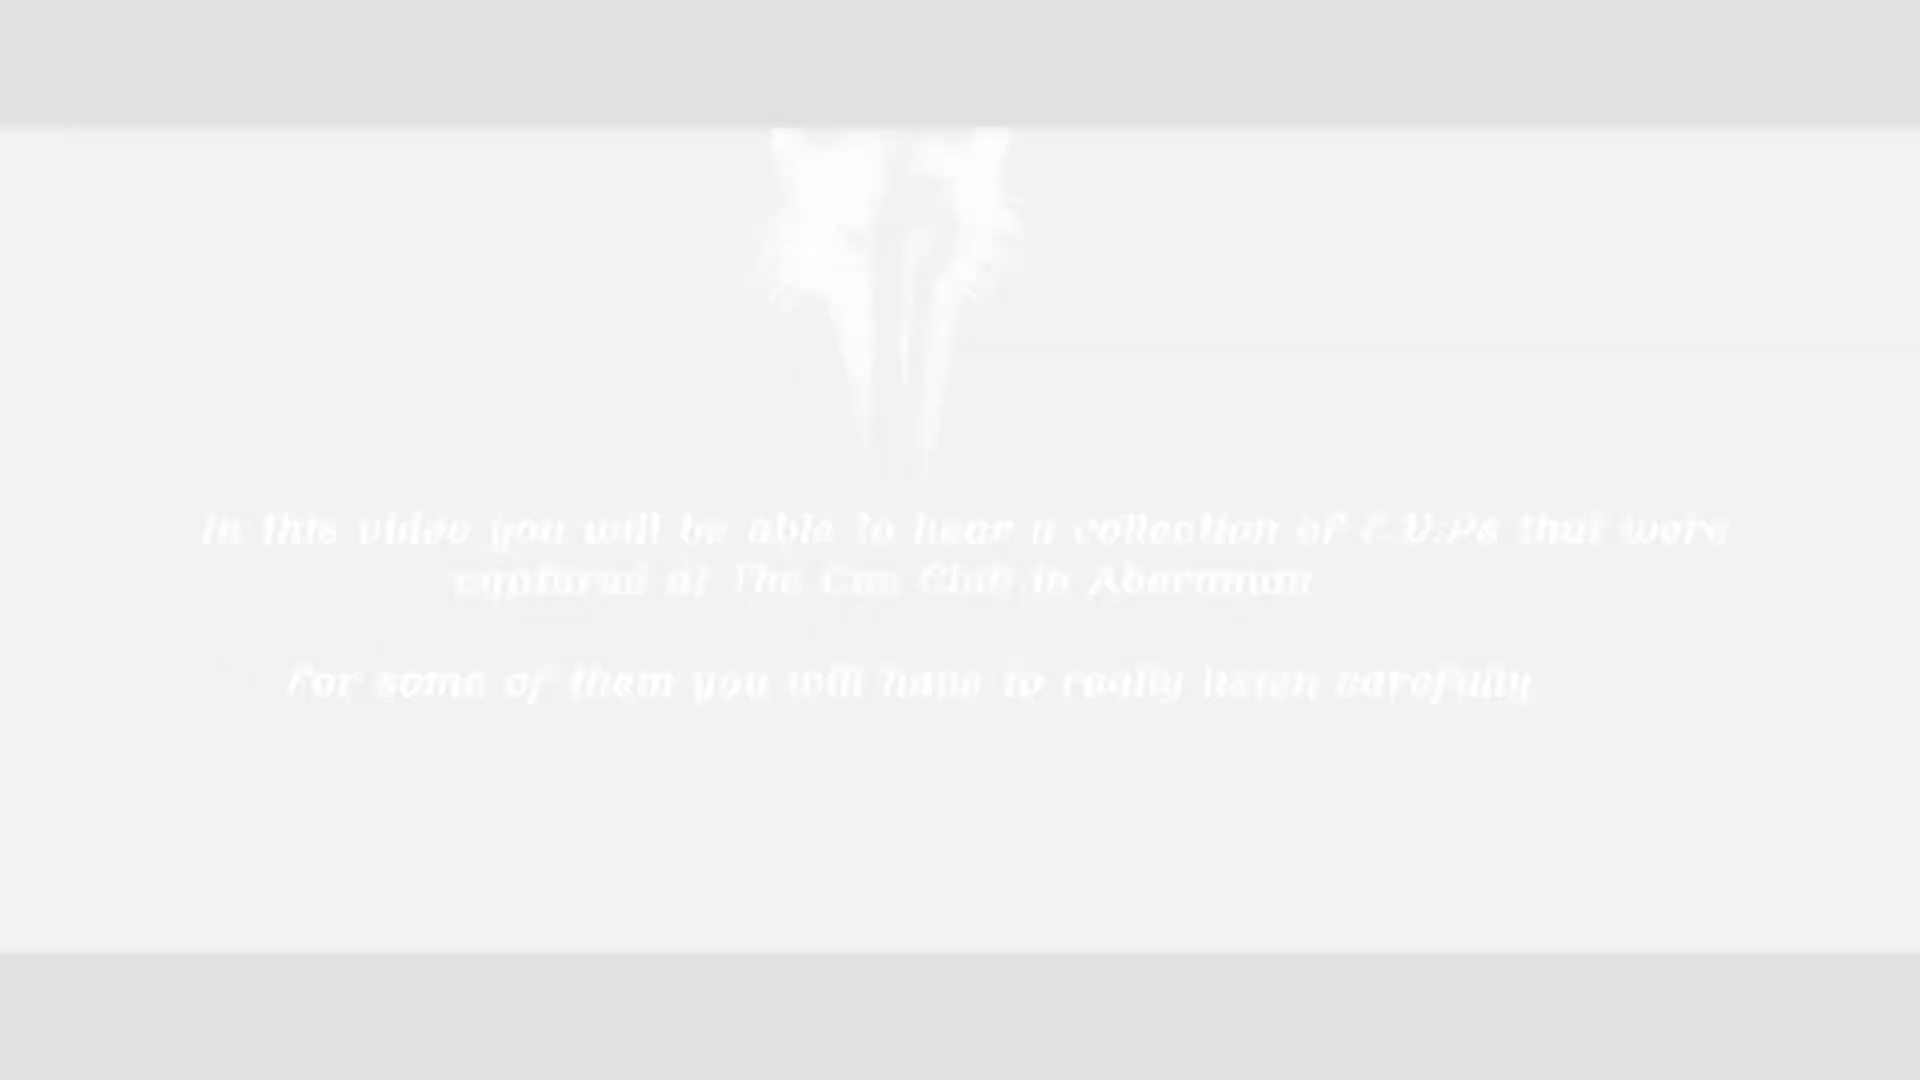 In this video you will be able to hear a collection of E.V.Ps that were
captured at The Con Club in Abernnum
For some of them you will have to really listen carefully